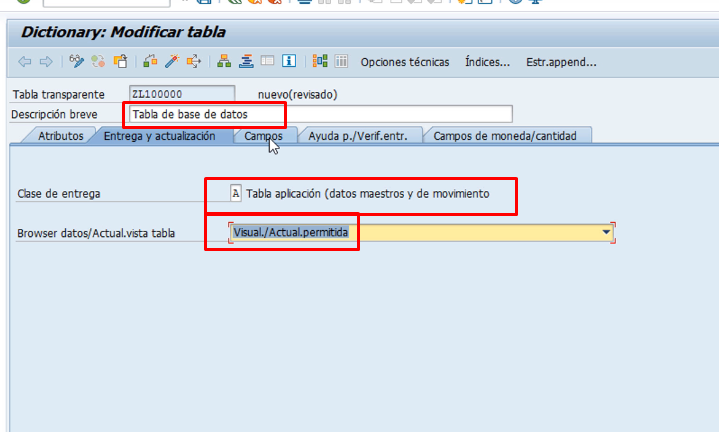 Dictionary: Modificar tabla
Opciones técnicas Índices... Estr.append...
Tabla transparente ZL100000 nuevo(revisado)
Descripción breve Tabla de base de datos
Atributos Entrega y actualización Campos Ayuda p./Verif.entr. Campos de moneda/cantidad
Clase de entrega A Tabla aplicación (datos maestros y de movimiento
Browser datos/Actual.vista tabla Visual./Actual.permitida